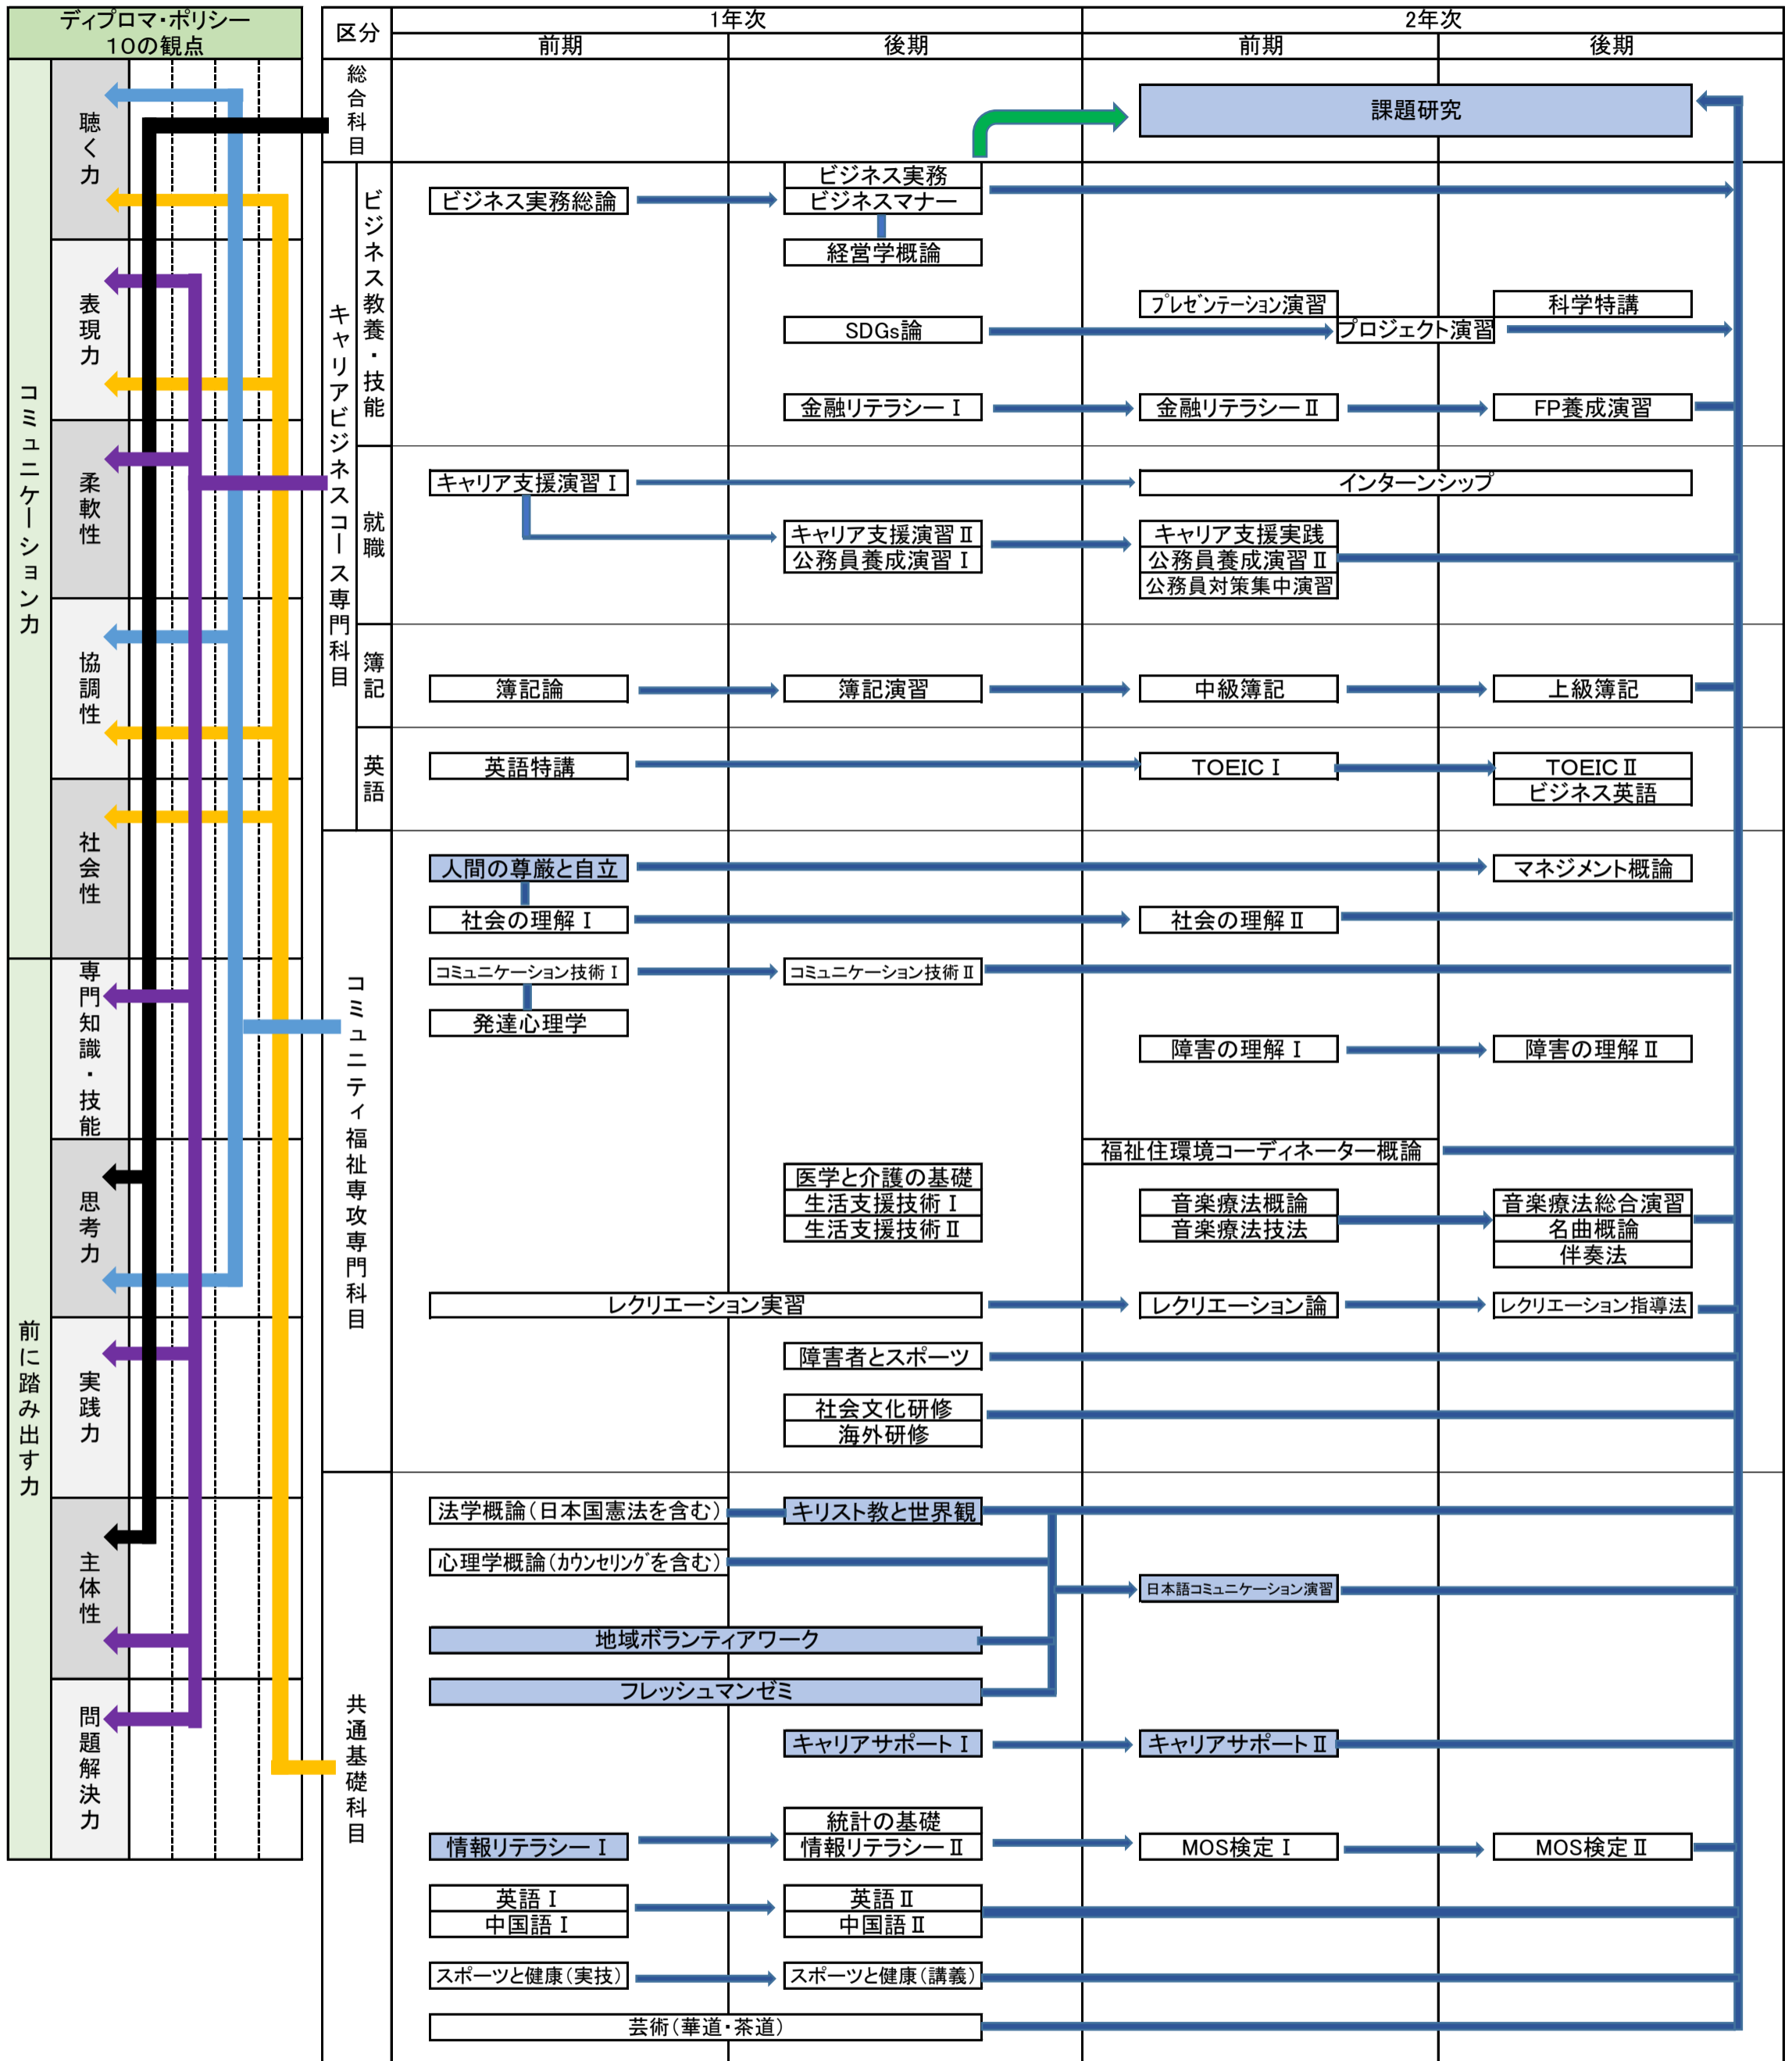 ディプロマ・ポリシー
10の観点
コミュニケーション力
前に踏み出す力
聴く力
表現力
柔軟性
協調性
社会性
専門知識・技能
思考力
実践力
主体性
問題解決力
区分
1年次
2年次
前期
後期
前期
後期
総合科目
課題研究
キャリアビジネスコース専門科目
ビジネス教養・技能
ビジネス実務総論
ビジネス実務
ビジネスマナー
経営学概論
プレゼンテーション演習
科学特講
SDGs論
プロジェクト演習
金融リテラシーⅠ
金融リテラシーⅡ
FP養成演習
就職
キャリア支援演習Ⅰ
インターンシップ
キャリア支援演習Ⅱ
キャリア支援実践
公務員養成演習Ⅰ
公務員養成演習Ⅱ
公務員対策集中演習
簿記
簿記論
簿記演習
中級簿記
上級簿記
英語
英語特講
TOEICⅠ
TOEICⅡ
ビジネス英語
コミュニティ福祉専攻専門科目
人間の尊厳と自立
マネジメント概論
社会の理解Ⅰ
社会の理解Ⅱ
コミュニケーション技術Ⅰ
コミュニケーション技術Ⅱ
発達心理学
障害の理解Ⅰ
障害の理解Ⅱ
福祉住環境コーディネーター概論
医学と介護の基礎
生活支援技術Ⅰ
音楽療法概論
音楽療法総合演習
生活支援技術Ⅱ
音楽療法技法
名曲概論
伴奏法
レクリエーション実習
レクリエーション論
レクリエーション指導法
障害者とスポーツ
社会文化研修
海外研修
共通基礎科目
法学概論（日本国憲法を含む）
キリスト教と世界観
心理学概論（カウンセリングを含む）
日本語コミュニケーション演習
地域ボランティアワーク
フレッシュマンゼミ
キャリアサポートⅠ
キャリアサポートⅡ
統計の基礎
情報リテラシーⅠ
情報リテラシーⅡ
MOS検定Ⅰ
MOS検定Ⅱ
英語Ⅰ
英語Ⅱ
中国語Ⅰ
中国語Ⅱ
スポーツと健康（実技）
スポーツと健康（講義）
芸術（華道・茶道）